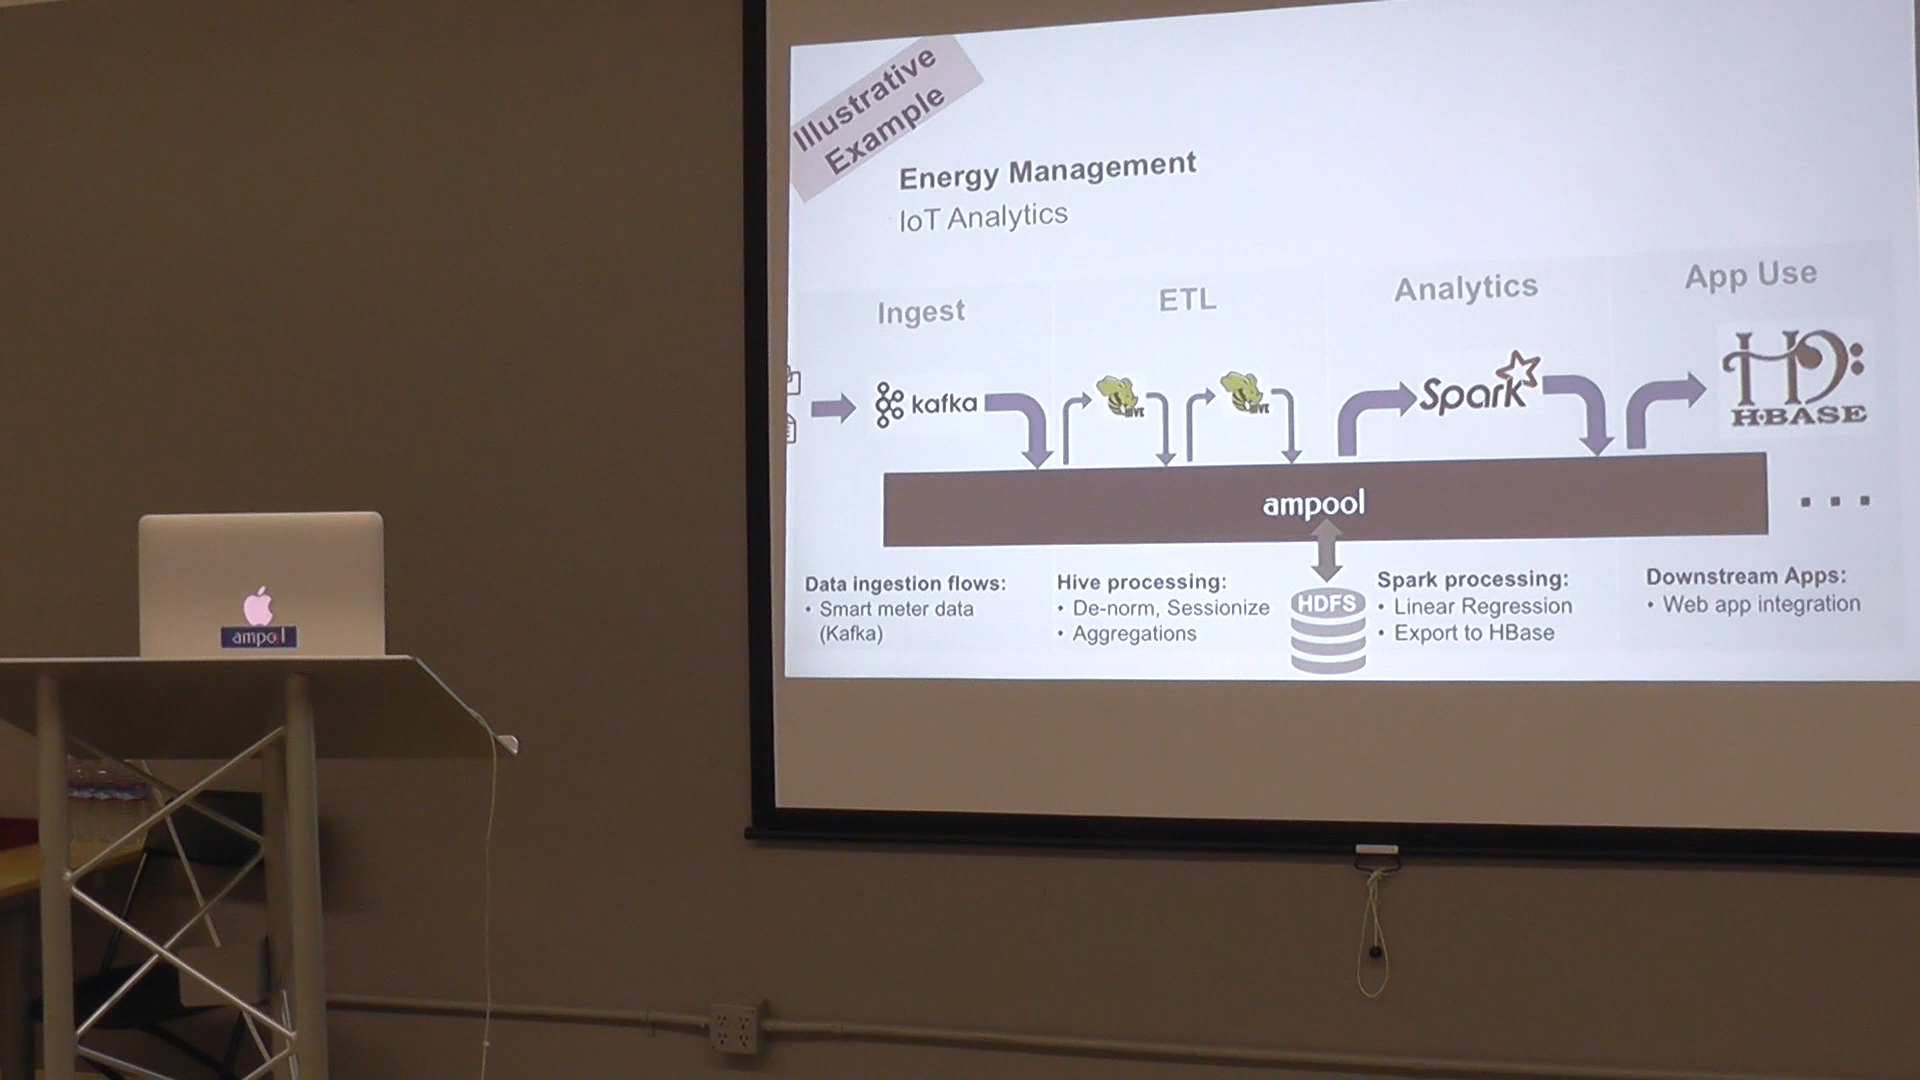 Illustrative
Example
Energy Management
IoT Analytics
Ingest
ETL
Analytics
App Use
kafka
HIVE
HIVE
Spark
H
HBASE
ampool
...
Data ingestion flows:
• Smart meter data
(Kafka)
Hive processing:
• De-norm, Sessionize
• Aggregations
HDFS
Spark processing:
• Linear Regression
• Export to HBase
Downstream Apps:
• Web app integration
ampool